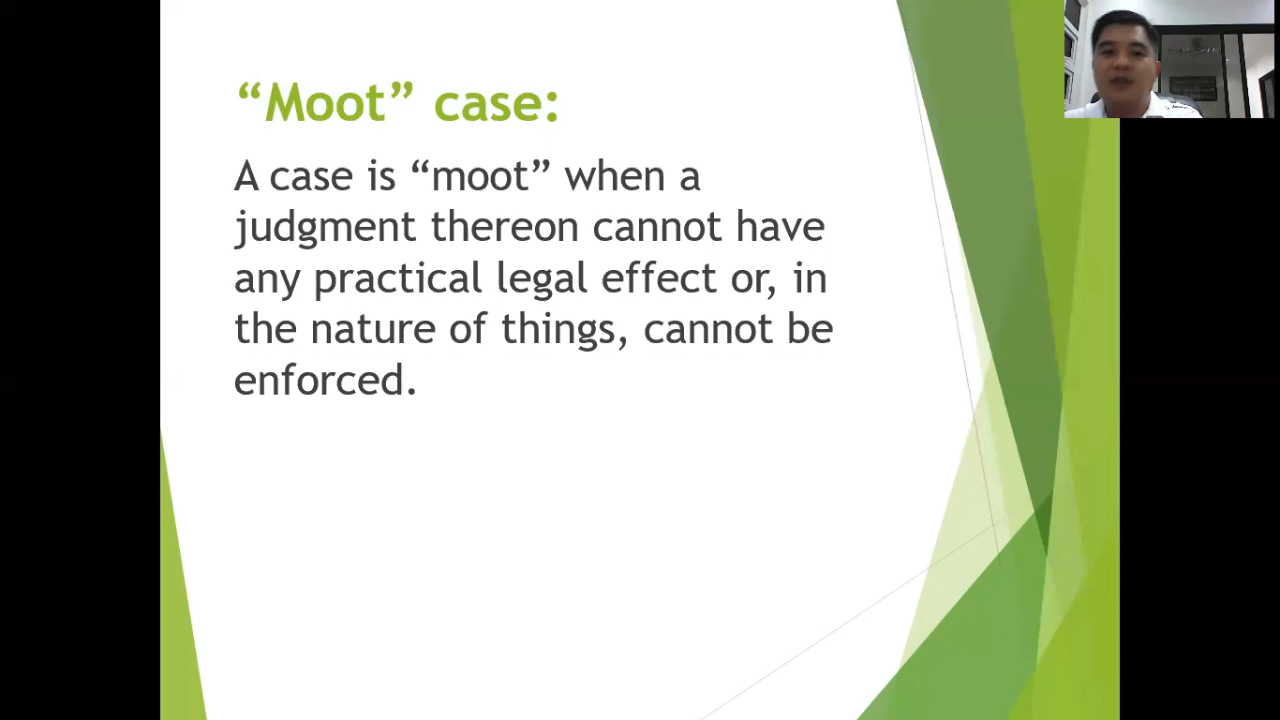 “Moot” case:
A case is “moot” when a
judgment thereon cannot have
any practical legal effect or, in
the nature of things, cannot be
enforced.